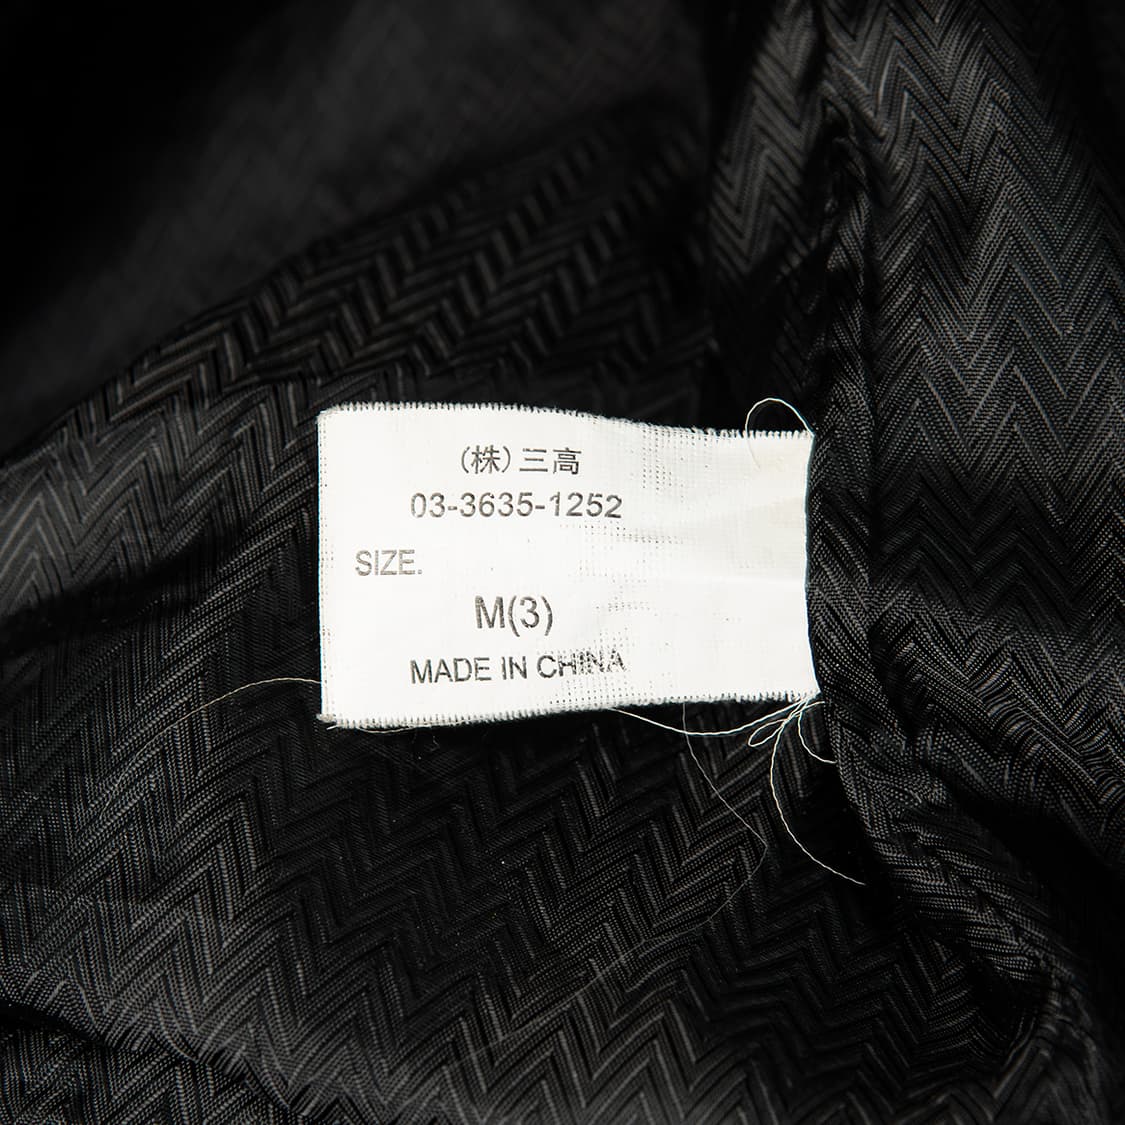 (株)三高
03-3635-1252
SIZE.
M(3)
MADE IN CHINA